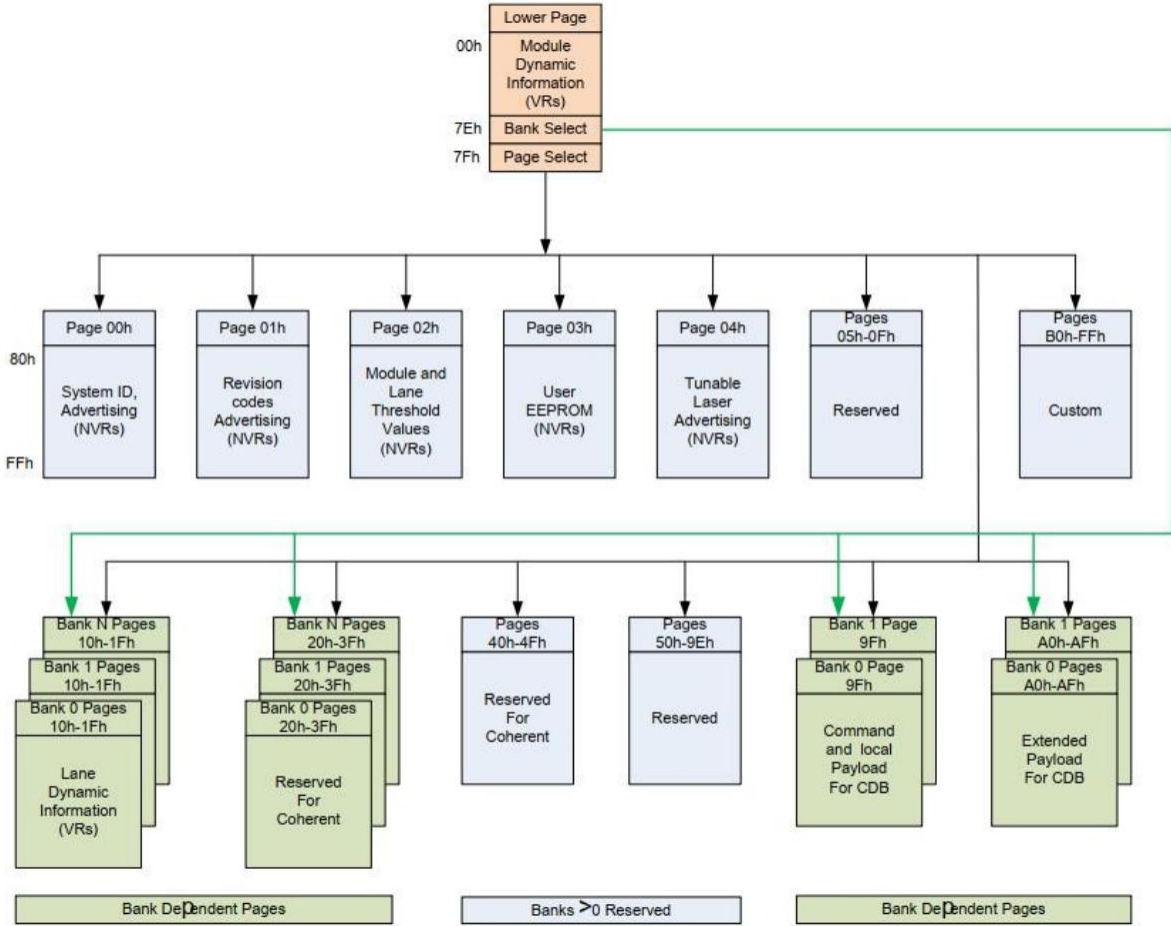 Lower Page
00h
Module
Dynamic
Information
(VRs)
7Eh
Bank Select
7Fh
Page Select
Page 00h
Page 01h
Page 02h
Page 03h
Page 04h
Pages
05h-0Fh
Pages
B0h-FFh
80h
System ID,
Advertising
(NVRs)
Revision
codes
Advertising
(NVRs)
Module and
Lane
Threshold
Values
(NVRs)
User
EEPROM
(NVRs)
Tunable
Laser
Advertising
(NVRs)
Reserved
Custom
FFh
Bank N Pages
10h-1Fh
Bank 1 Pages
10h-1Fh
Bank 0 Pages
10h-1Fh
Lane
Dynamic
Information
(VRs)
Bank N Pages
20h-3Fh
Bank 1 Pages
20h-3Fh
Bank 0 Pages
20h-3Fh
Reserved
For
Coherent
Pages
40h-4Fh
Reserved
For
Coherent
Pages
50h-9Eh
Reserved
Bank 1 Page
9Fh
Bank 0 Pages
9Fh
Command
and local
Payload
For CDB
Bank 1 Pages
A0h-AFh
Bank 0 Pages
A0h-AFh
Extended
Payload
For CDB
Bank Dependent Pages
Banks >0 Reserved
Bank Dependent Pages